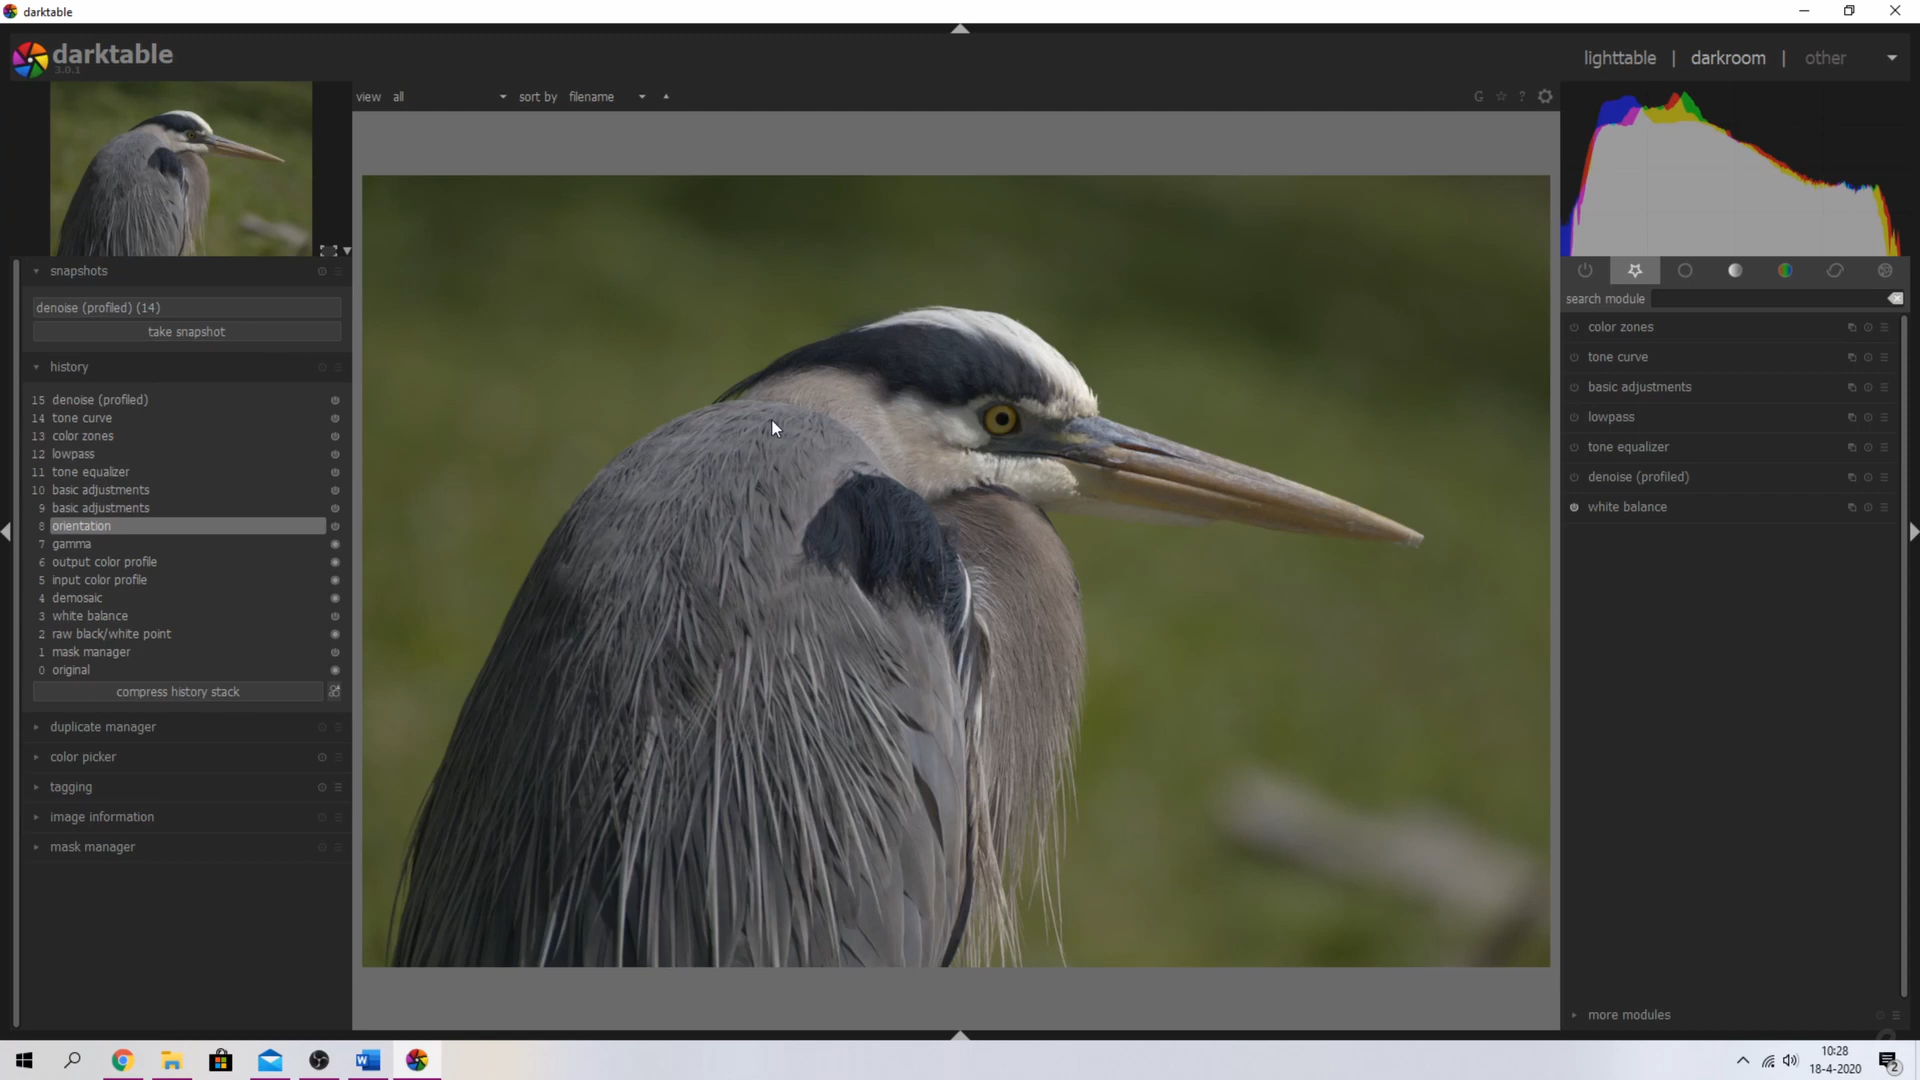 darktable
darktable
3.0.1
lighttable | darkroom | other
view all sort by filename
G ?
snapshots
denoise (profiled) (14)
take snapshot
history
15 denoise (profiled)
14 tone curve
13 color zones
12 lowpass
11 tone equalizer
10 basic adjustments
9 basic adjustments
8 orientation
7 gamma
6 output color profile
5 input color profile
4 demosaic
3 white balance
2 raw black/white point
1 mask manager
0 original
compress history stack
duplicate manager
color picker
tagging
image information
mask manager
search module
color zones
tone curve
basic adjustments
lowpass
tone equalizer
denoise (profiled)
white balance
more modules
10:28
18-4-2020
2